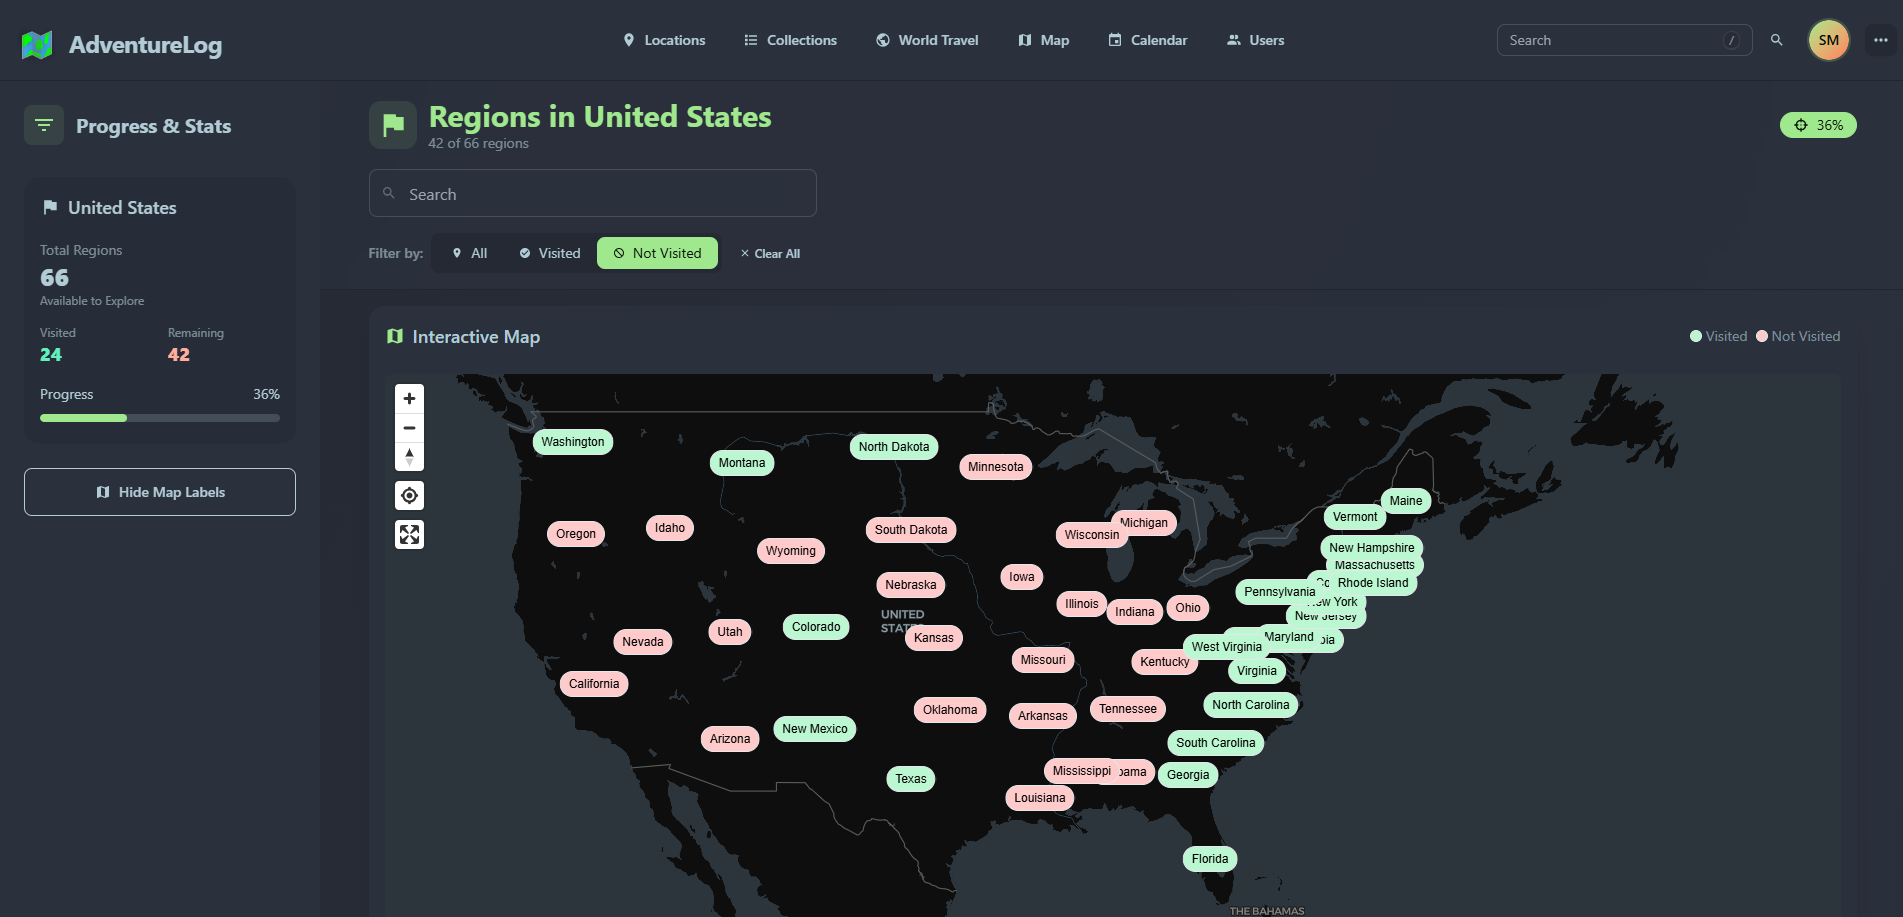 AdventureLog
Locations
Collections
World Travel
Map
Calendar
Users
Search
/
SM
Progress & Stats
United States
Total Regions
66
Available to Explore
Visited
Remaining
24
42
Progress
36%
Hide Map Labels
Regions in United States
42 of 66 regions
36%
Search
Filter by:
All
Visited
Not Visited
Clear All
Interactive Map
Visited
Not Visited
Washington
Montana
North Dakota
Minnesota
Maine
Vermont
Oregon
Idaho
South Dakota
Michigan
Wisconsin
Wyoming
New Hampshire
Massachusetts
Nebraska
Iowa
Co
Rhode Island
Pennsylvania
New York
Illinois
Indiana
Ohio
New Jersey
UNITED
STATES
Colorado
Utah
Kansas
Nevada
Maryland
bia
West Virginia
Missouri
Kentucky
Virginia
California
North Carolina
Oklahoma
Arkansas
Tennessee
Arizona
New Mexico
South Carolina
Texas
Mississippi
bama
Georgia
Louisiana
Florida
THE BAHAMAS